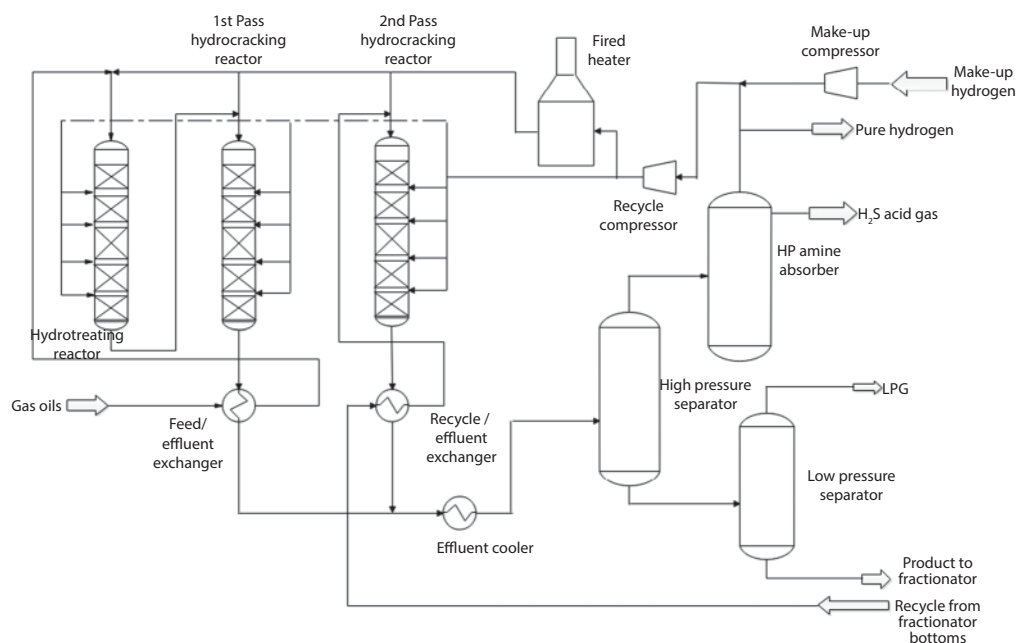 1st Pass
hydrocracking
reactor
2nd Pass
hydrocracking
reactor
Fired
heater
Make-up
compressor
Make-up
hydrogen
Pure hydrogen
Recycle
compressor
H₂S acid gas
HP amine
absorber
Hydrotreating
reactor
Gas oils
Feed/
effluent
exchanger
Recycle /
effluent
exchanger
High pressure
separator
LPG
Low pressure
separator
Effluent cooler
Product to
fractionator
Recycle from
fractionator
bottoms